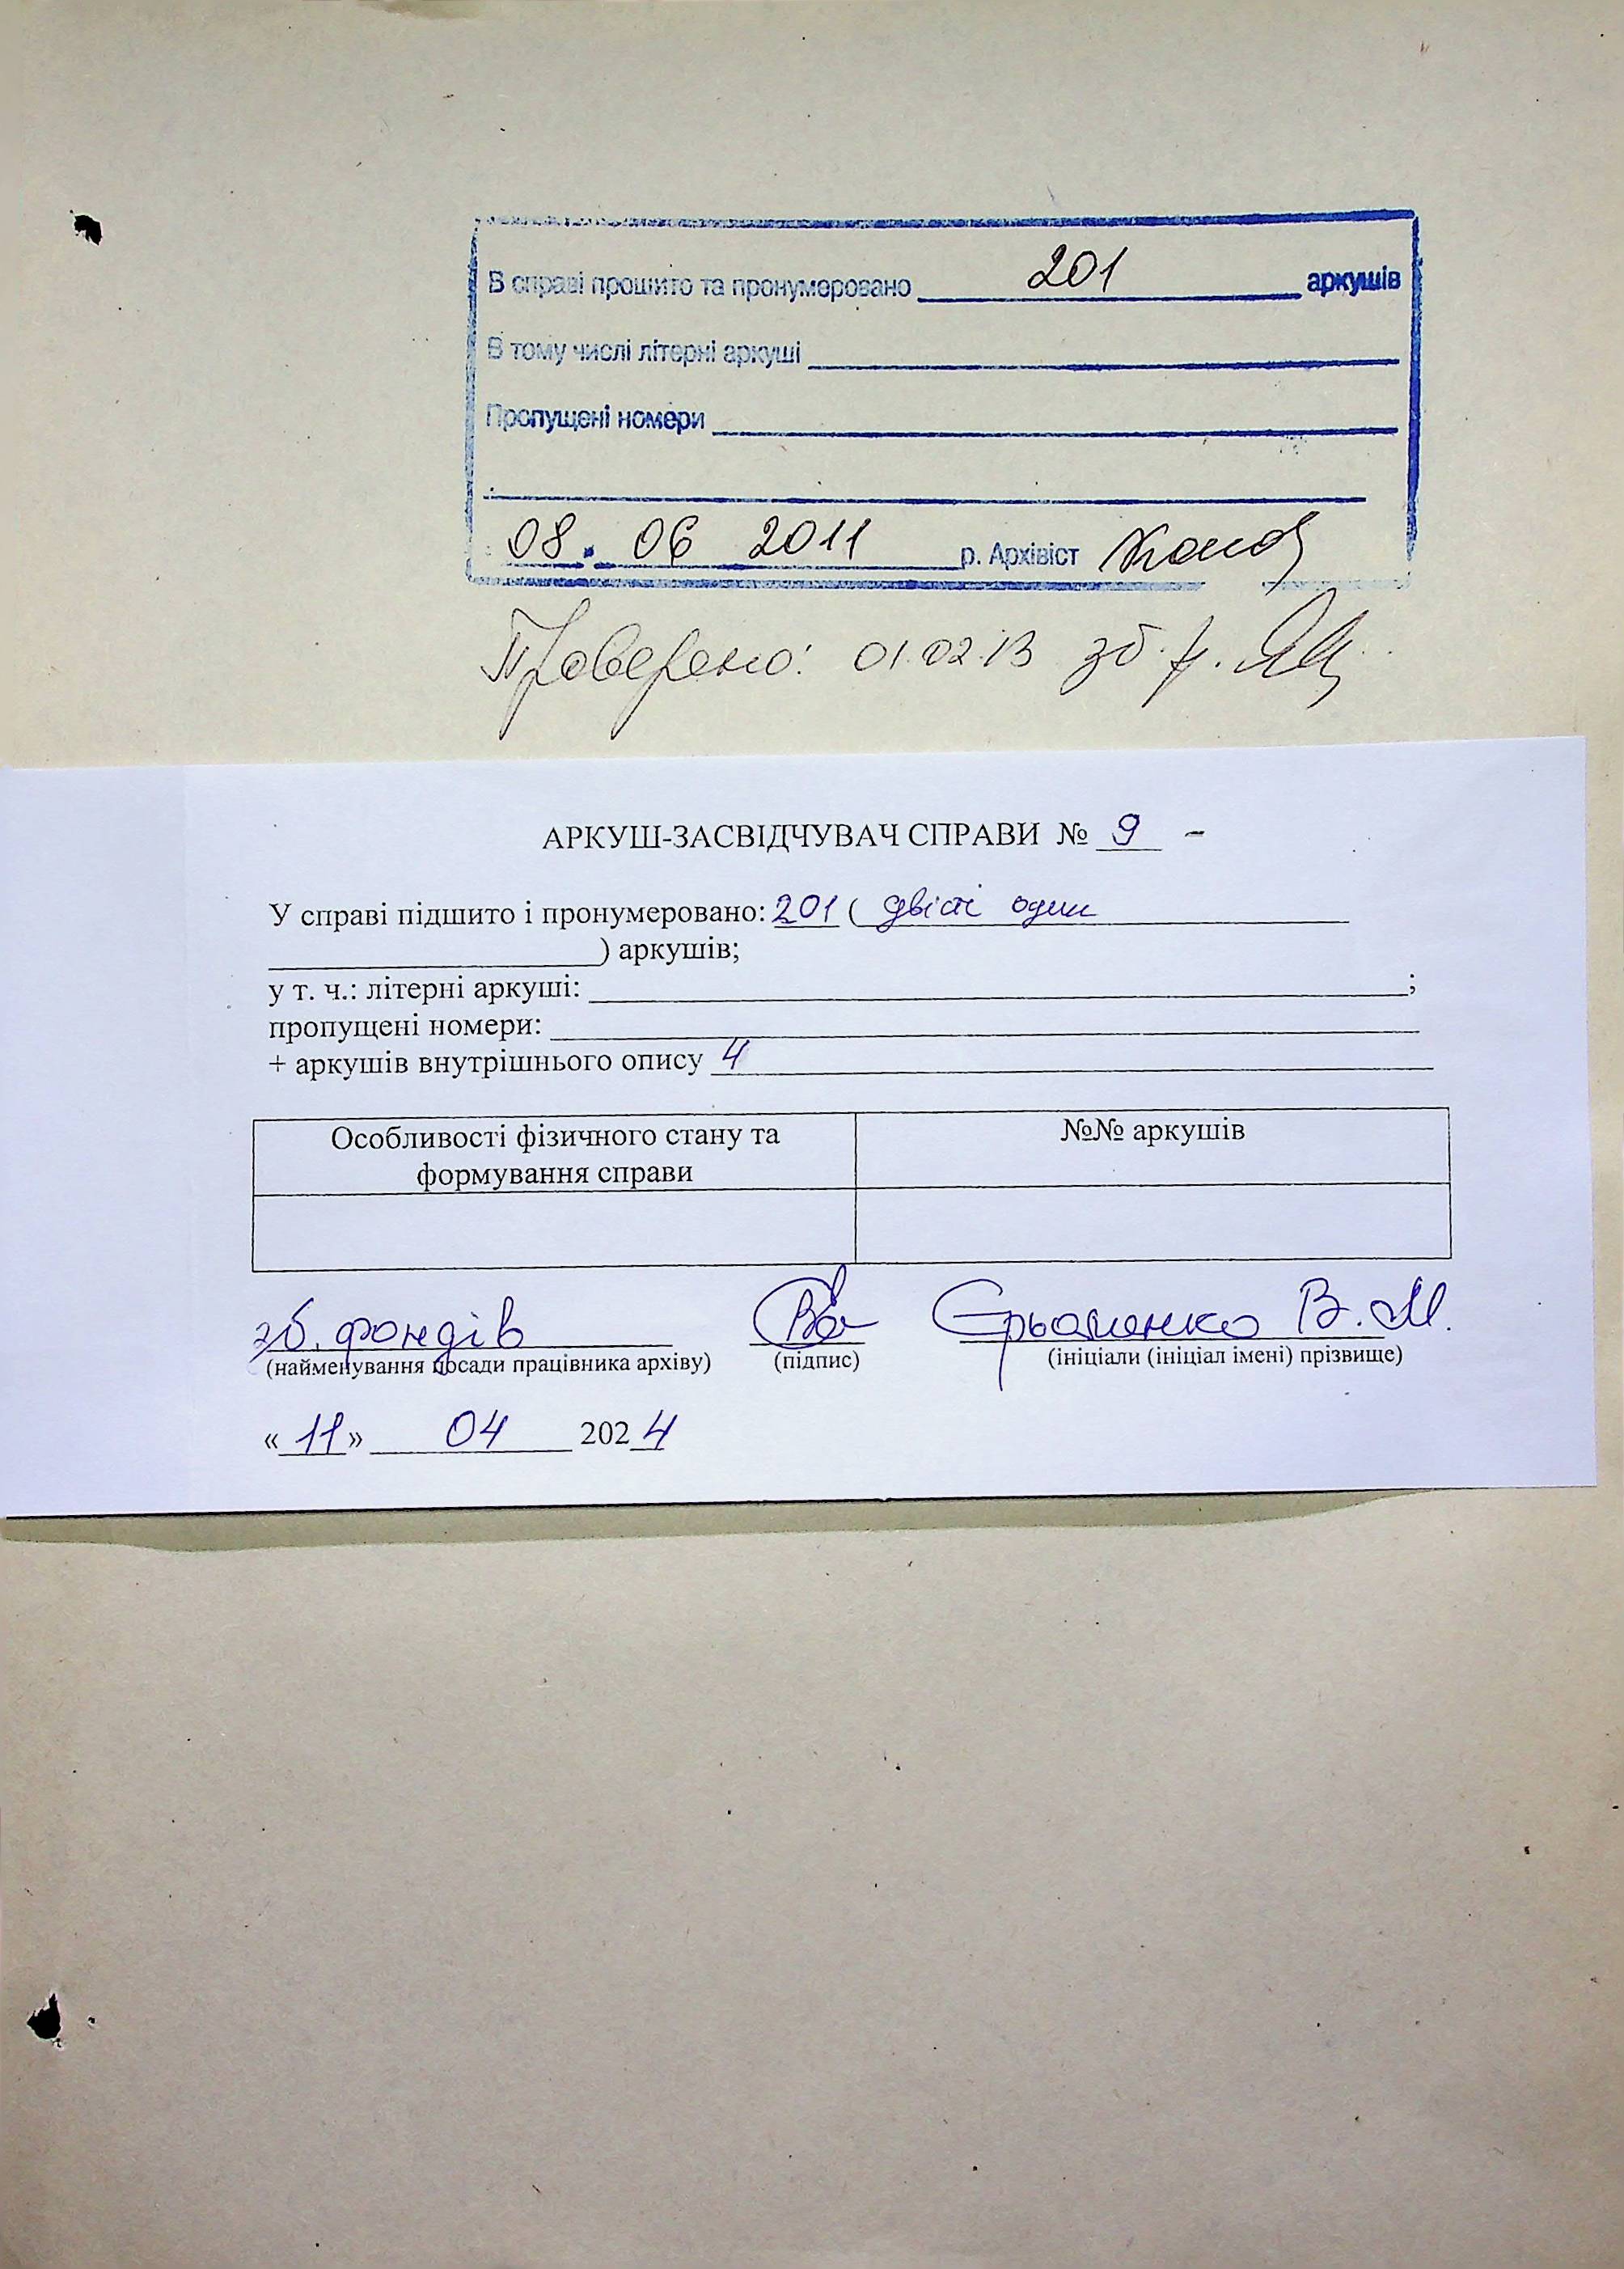 В справі прошито та пронумеровано 201 аркушів
В тому числі літерні аркуші
Пропущені номери
08. 06 2011 р. Архівіст
Проверено: 01.02.13 зб.ф.
АРКУШ-ЗАСВІДЧУВАЧ СПРАВИ № 9 -
У справі підшито і пронумеровано: 201 ( двісті один
) аркушів;
у т. ч.: літерні аркуші: ;
пропущені номери:
+ аркушів внутрішнього опису 4
Особливості фізичного стану та
формування справи
№№ аркушів
зб. фондів Єрьоменко В. М.
(найменування посади працівника архіву) (підпис) (ініціали (ініціал імені) прізвище)
« 11 » 04 2024